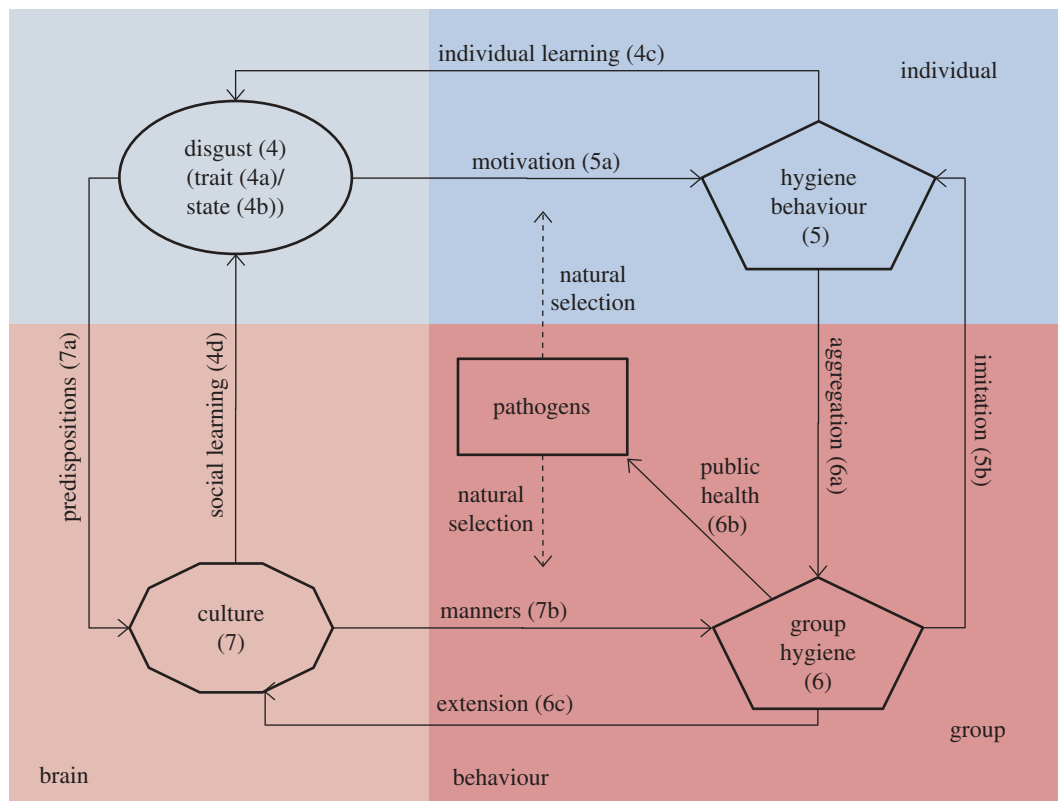 individual learning (4c)
individual
disgust (4)
(trait (4a)/
state (4b))
motivation (5a)
hygiene
behaviour
(5)
natural
selection
predispositions (7a)
social learning (4d)
pathogens
aggregation (6a)
imitation (5b)
public
health
(6b)
natural
selection
culture
(7)
manners (7b)
group
hygiene
(6)
extension (6c)
group
brain
behaviour